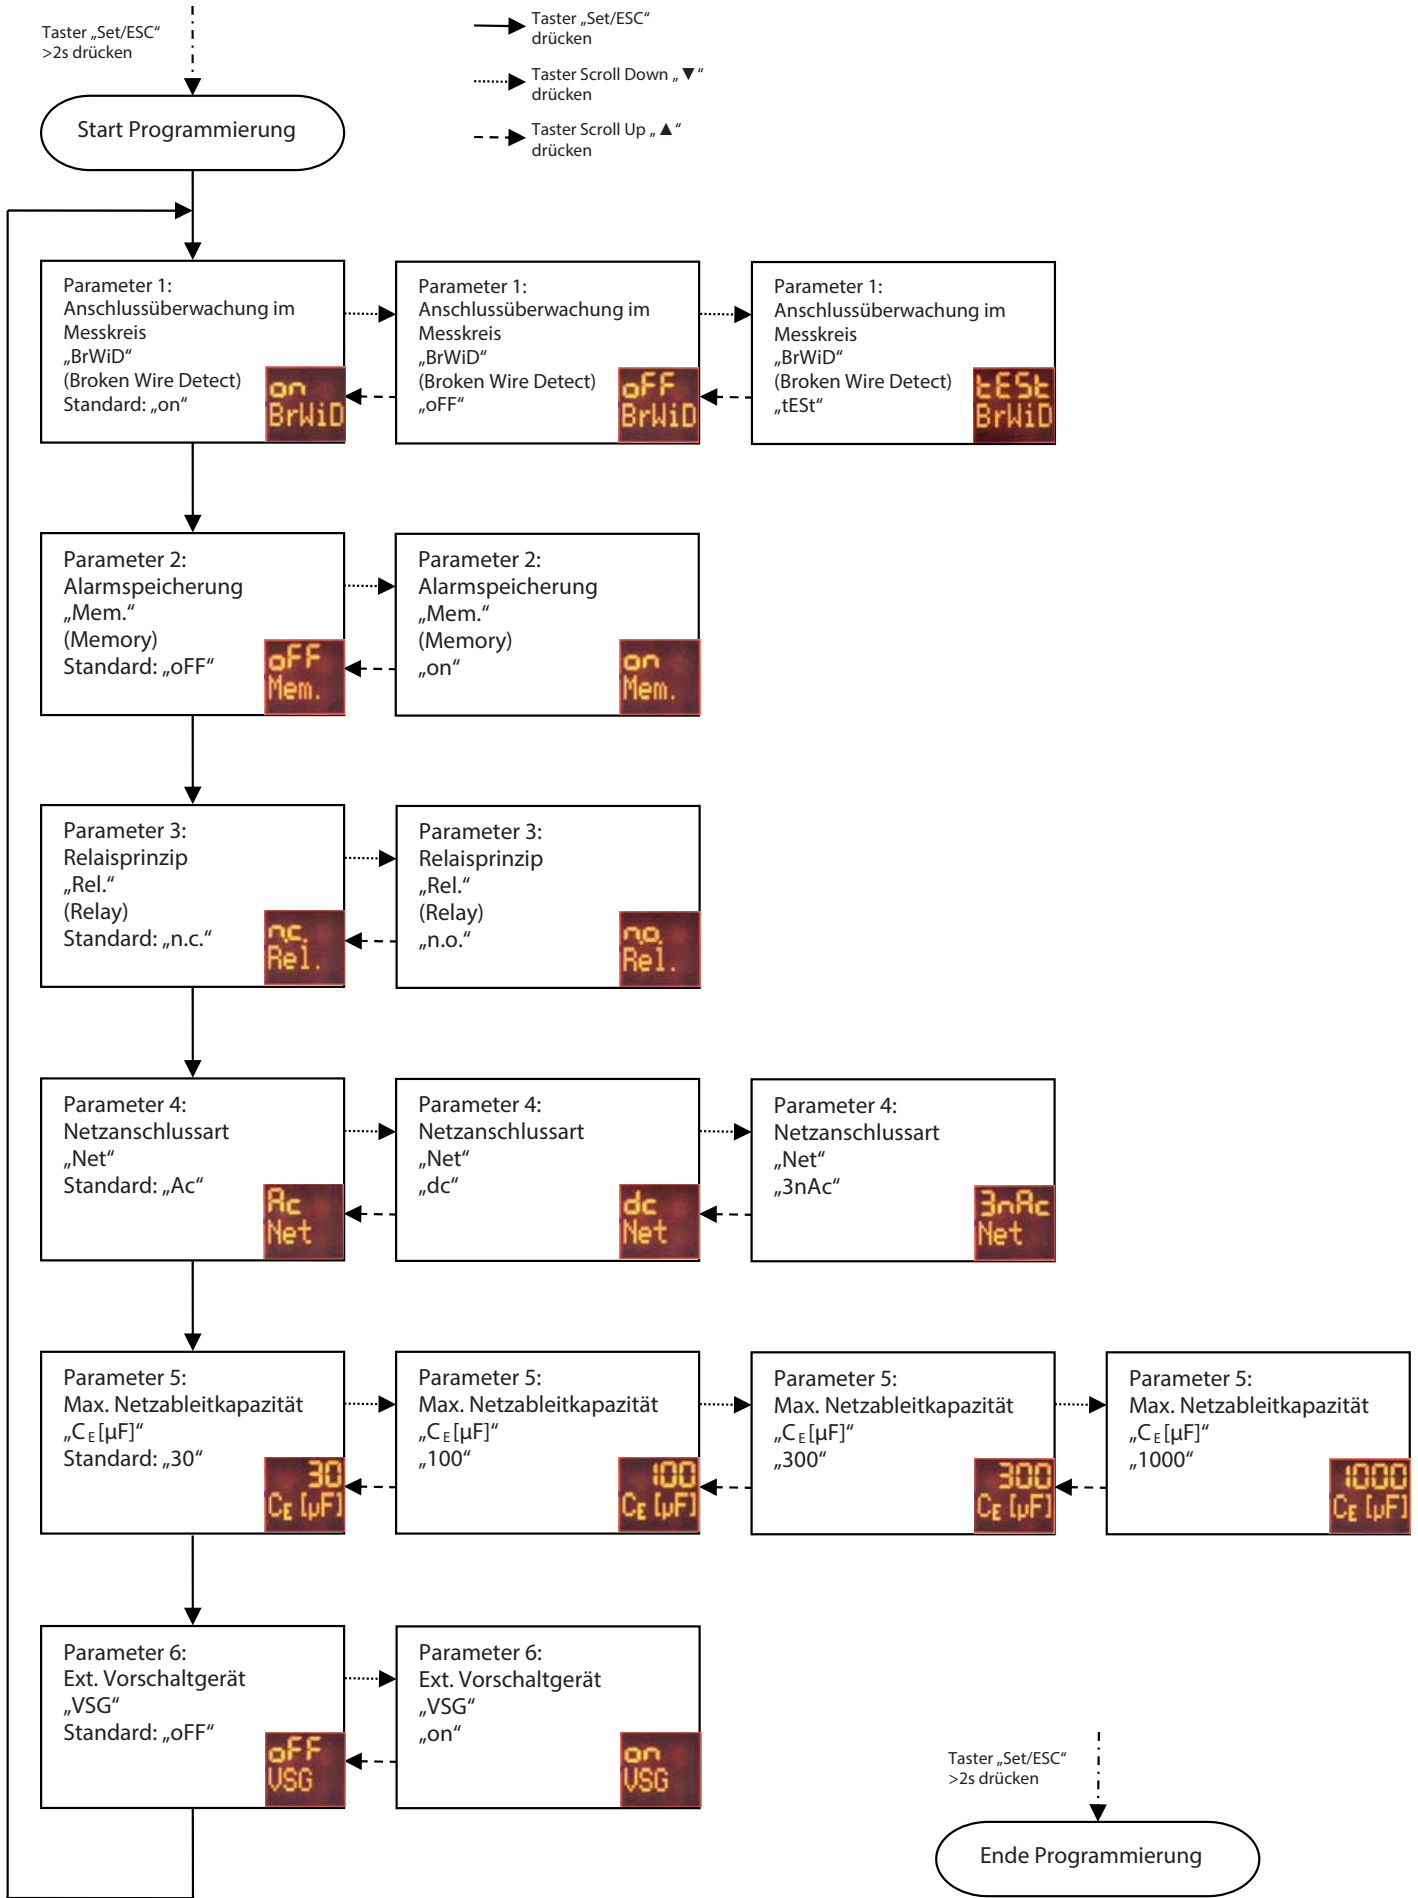 Taster „Set/ESC“
>2s drücken
Taster „Set/ESC“
drücken
Taster Scroll Down „▼“
drücken
Taster Scroll Up „▲“
drücken
Start Programmierung
Parameter 1:
Anschlussüberwachung im
Messkreis
„BrWiD“
(Broken Wire Detect)
Standard: „on“
on
BrWiD
Parameter 1:
Anschlussüberwachung im
Messkreis
„BrWiD“
(Broken Wire Detect)
„oFF“
oFF
BrWiD
Parameter 1:
Anschlussüberwachung im
Messkreis
„BrWiD“
(Broken Wire Detect)
„tESt“
tESt
BrWiD
Parameter 2:
Alarmspeicherung
„Mem.“
(Memory)
Standard: „oFF“
oFF
Mem.
Parameter 2:
Alarmspeicherung
„Mem.“
(Memory)
„on“
on
Mem.
Parameter 3:
Relaisprinzip
„Rel.“
(Relay)
Standard: „n.c.“
n.c.
Rel.
Parameter 3:
Relaisprinzip
„Rel.“
(Relay)
„n.o.“
n.o.
Rel.
Parameter 4:
Netzanschlussart
„Net“
Standard: „Ac“
Ac
Net
Parameter 4:
Netzanschlussart
„Net“
„dc“
dc
Net
Parameter 4:
Netzanschlussart
„Net“
„3nAc“
3nAc
Net
Parameter 5:
Max. Netzableitkapazität
„C E [µF]“
Standard: „30“
30
CE [µF]
Parameter 5:
Max. Netzableitkapazität
„C E [µF]“
„100“
100
CE [µF]
Parameter 5:
Max. Netzableitkapazität
„C E [µF]“
„300“
300
CE [µF]
Parameter 5:
Max. Netzableitkapazität
„C E [µF]“
„1000“
1000
CE [µF]
Parameter 6:
Ext. Vorschaltgerät
„VSG“
Standard: „oFF“
oFF
VSG
Parameter 6:
Ext. Vorschaltgerät
„VSG“
„on“
on
VSG
Taster „Set/ESC“
>2s drücken
Ende Programmierung